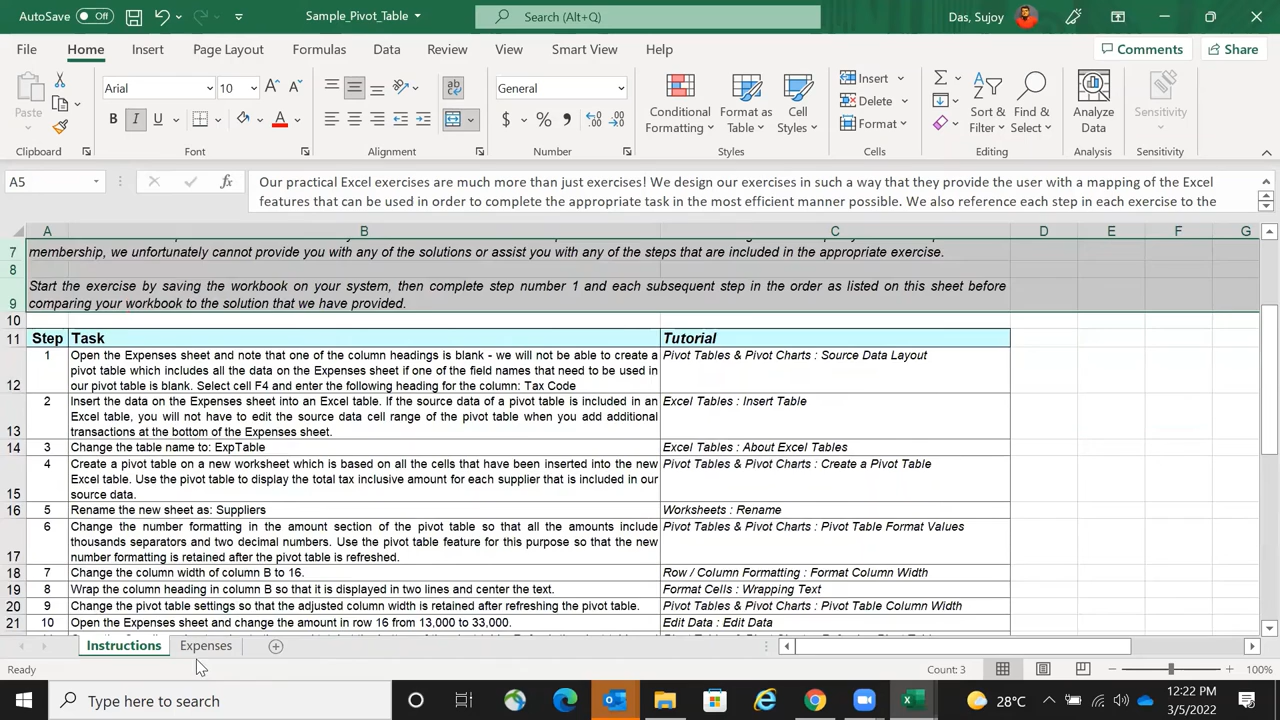 AutoSave Off Sample_Pivot_Table Search (Alt+Q) Das, Sujoy
File Home Insert Page Layout Formulas Data Review View Smart View Help Comments Share
Arial 10 General Insert Delete Format
Paste B I U A $ % Conditional Formatting Format as Table Cell Styles Sort & Filter Find & Select Analyze Data Sensitivity
Clipboard Font Alignment Number Styles Cells Editing Analysis Sensitivity
A5 fx Our practical Excel exercises are much more than just exercises! We design our exercises in such a way that they provide the user with a mapping of the Excel
features that can be used in order to complete the appropriate task in the most efficient manner possible. We also reference each step in each exercise to the
A B C D E F G
7 membership, we unfortunately cannot provide you with any of the solutions or assist you with any of the steps that are included in the appropriate exercise.
8
Start the exercise by saving the workbook on your system, then complete step number 1 and each subsequent step in the order as listed on this sheet before
9 comparing your workbook to the solution that we have provided.
10
11 Step Task Tutorial
1 Open the Expenses sheet and note that one of the column headings is blank - we will not be able to create a Pivot Tables & Pivot Charts : Source Data Layout
pivot table which includes all the data on the Expenses sheet if one of the field names that need to be used in
12 our pivot table is blank. Select cell F4 and enter the following heading for the column: Tax Code
2 Insert the data on the Expenses sheet into an Excel table. If the source data of a pivot table is included in an Excel Tables : Insert Table
Excel table, you will not have to edit the source data cell range of the pivot table when you add additional
13 transactions at the bottom of the Expenses sheet.
14 3 Change the table name to: ExpTable Excel Tables : About Excel Tables
4 Create a pivot table on a new worksheet which is based on all the cells that have been inserted into the new Pivot Tables & Pivot Charts : Create a Pivot Table
Excel table. Use the pivot table to display the total tax inclusive amount for each supplier that is included in our
15 source data.
16 5 Rename the new sheet as: Suppliers Worksheets : Rename
6 Change the number formatting in the amount section of the pivot table so that all the amounts include Pivot Tables & Pivot Charts : Pivot Table Format Values
thousands separators and two decimal numbers. Use the pivot table feature for this purpose so that the new
17 number formatting is retained after the pivot table is refreshed.
18 7 Change the column width of column B to 16. Row / Column Formatting : Format Column Width
19 8 Wrap the column heading in column B so that it is displayed in two lines and center the text. Format Cells : Wrapping Text
20 9 Change the pivot table settings so that the adjusted column width is retained after refreshing the pivot table. Pivot Tables & Pivot Charts : Pivot Table Column Width
21 10 Open the Expenses sheet and change the amount in row 16 from 13,000 to 33,000. Edit Data : Edit Data
Instructions Expenses
Ready Count: 3 100%
Type here to search 28°C 12:22 PM
3/5/2022